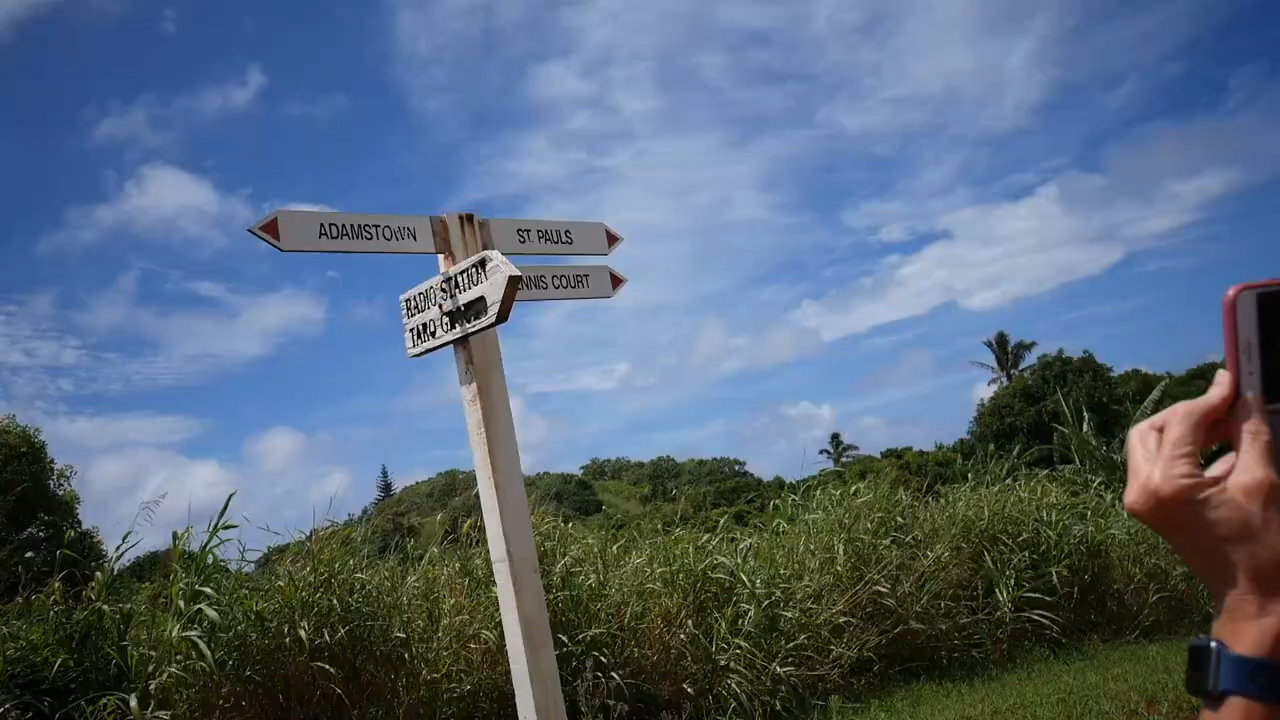 ADAMSTOWN
ST. PAULS
RADIO STATION
COURT
TARO